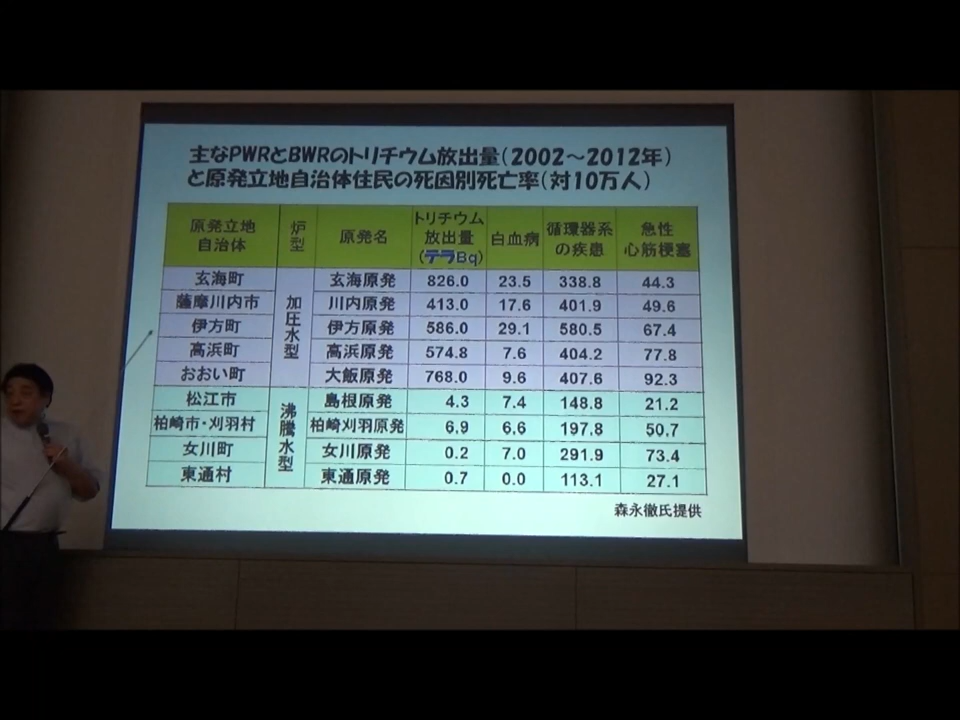 主なPWRとBWRのトリチウム放出量(2002~2012年)
と原発立地自治体住民の死因別死亡率(対10万人)
原発立地自治体 炉型 原発名 トリチウム放出量(テラBq) 白血病 循環器系の疾患 急性心筋梗塞
玄海町 加圧水型 玄海原発 826.0 23.5 338.8 44.3
薩摩川内市 川内原発 413.0 17.6 401.9 49.6
伊方町 伊方原発 586.0 29.1 580.5 67.4
高浜町 高浜原発 574.8 7.6 404.2 77.8
おおい町 大飯原発 768.0 9.6 407.6 92.3
松江市 沸騰水型 島根原発 4.3 7.4 148.8 21.2
柏崎市・刈羽村 柏崎刈羽原発 6.9 6.6 197.8 50.7
女川町 女川原発 0.2 7.0 291.9 73.4
東通村 東通原発 0.7 0.0 113.1 27.1
森永徹氏提供